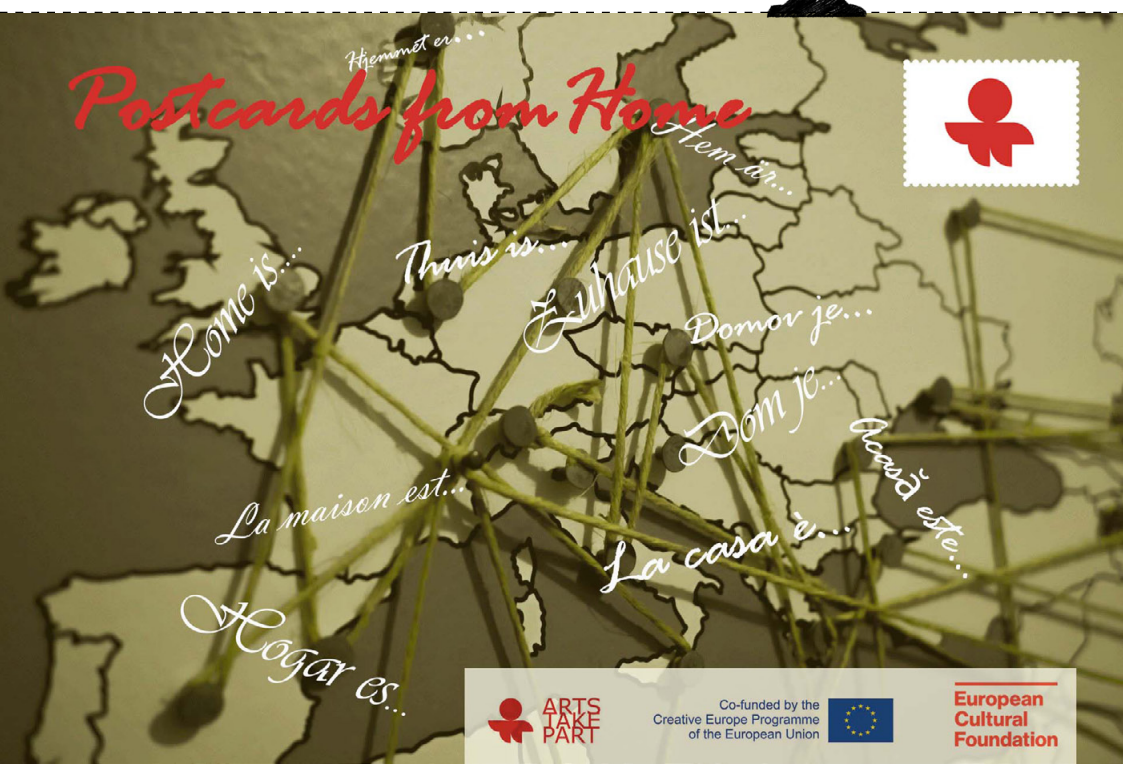 Hjemmet er...
Postcards from Home
Hem är...
Home is...
Thuis is...
Zuhause ist...
Domov je...
Dom je...
Acasă este...
La maison est...
La casa è...
Hogar es...
ARTS
TAKE
PART
Co-funded by the
Creative Europe Programme
of the European Union
European
Cultural
Foundation